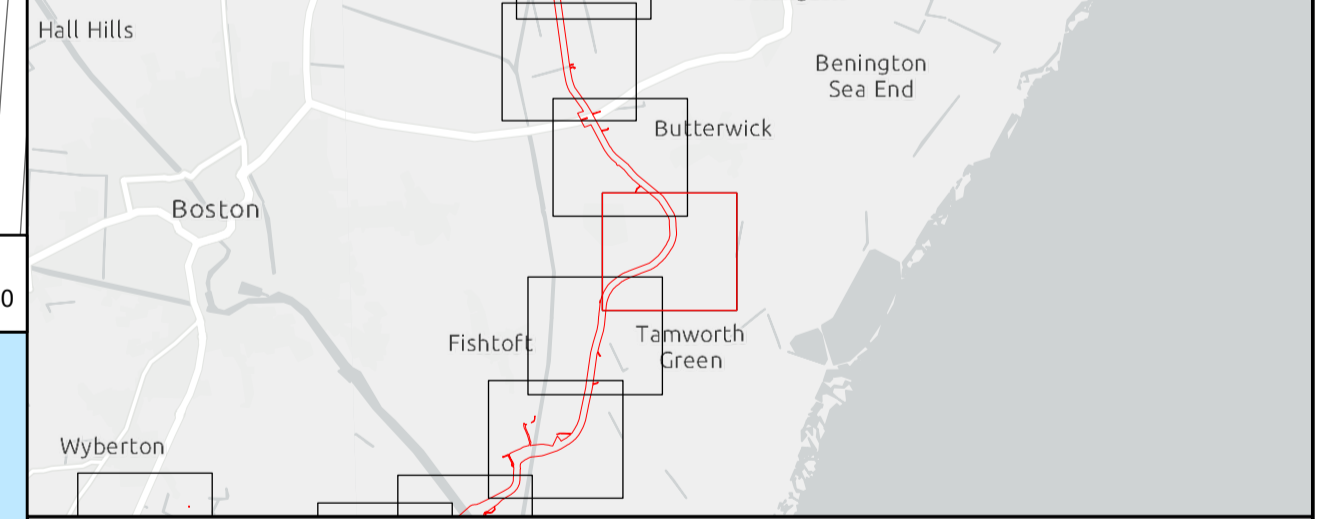 Hall Hills
Benington
Sea End
Butterwick
Boston
0
Tamworth
Green
Fishtoft
Wyberton